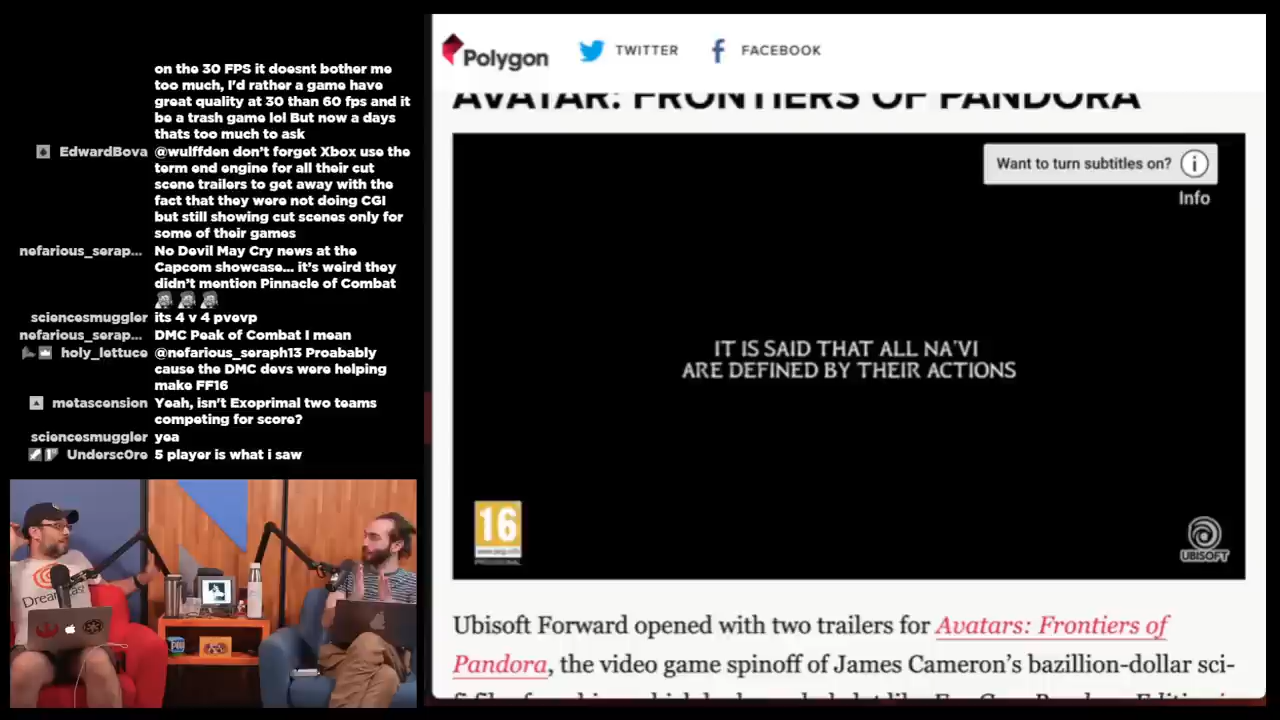 on the 30 FPS it doesnt bother me
too much, I'd rather a game have
great quality at 30 than 60 fps and it
be a trash game lol But now a days
thats too much to ask
EdwardBova @wulffden don't forget Xbox use the
term end engine for all their cut
scene trailers to get away with the
fact that they were not doing CGI
but still showing cut scenes only for
some of their games
nefarious_serap... No Devil May Cry news at the
Capcom showcase... it's weird they
didn't mention Pinnacle of Combat
sciencesmuggler its 4 v 4 pvevp
nefarious_serap... DMC Peak of Combat I mean
holy_lettuce @nefarious_seraph13 Proabably
cause the DMC devs were helping
make FF16
metascension Yeah, isn't Exoprimal two teams
competing for score?
sciencesmuggler yea
Undersc0re 5 player is what i saw
Dreamcast
Polygon TWITTER FACEBOOK
AVATAR: FRONTIERS OF PANDORA
Want to turn subtitles on? i
Info
IT IS SAID THAT ALL NA'VI
ARE DEFINED BY THEIR ACTIONS
16
www.pegi.info
PROVISIONAL
UBISOFT
Ubisoft Forward opened with two trailers for Avatars: Frontiers of
Pandora, the video game spinoff of James Cameron's bazillion-dollar sci-